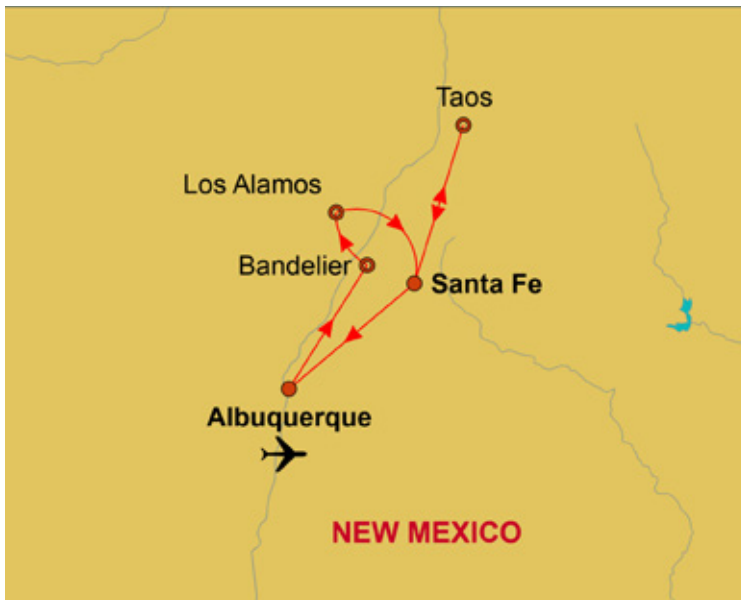 Taos
Los Alamos
Bandelier
Santa Fe
Albuquerque
NEW MEXICO